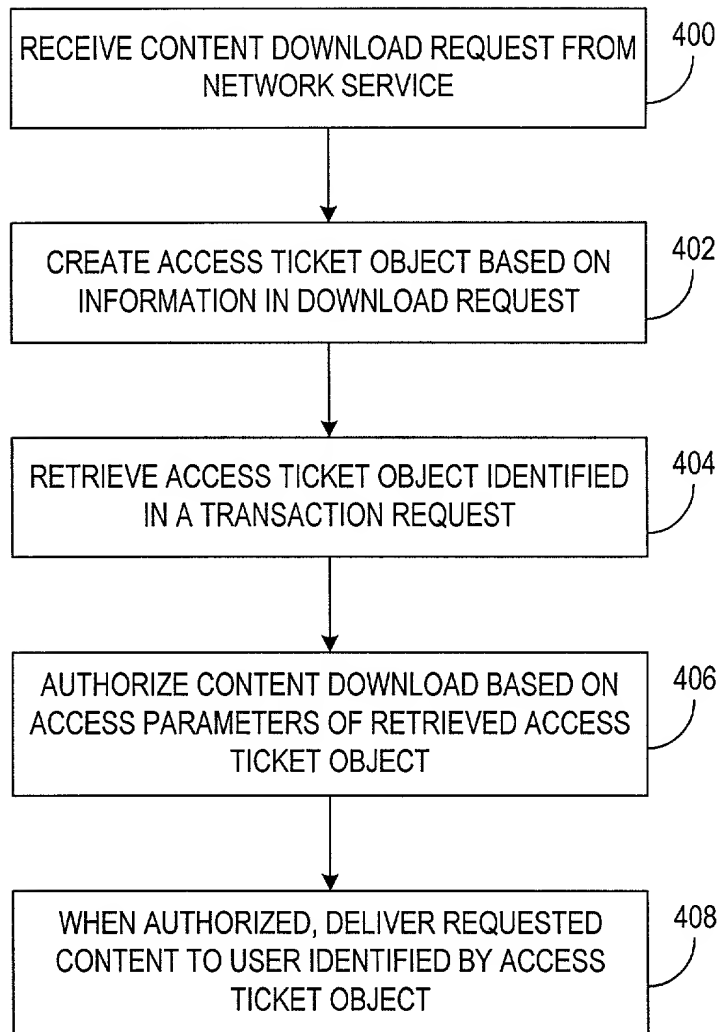 RECEIVE CONTENT DOWNLOAD REQUEST FROM
NETWORK SERVICE
400
CREATE ACCESS TICKET OBJECT BASED ON
INFORMATION IN DOWNLOAD REQUEST
402
RETRIEVE ACCESS TICKET OBJECT IDENTIFIED
IN A TRANSACTION REQUEST
404
AUTHORIZE CONTENT DOWNLOAD BASED ON
ACCESS PARAMETERS OF RETRIEVED ACCESS
TICKET OBJECT
406
WHEN AUTHORIZED, DELIVER REQUESTED
CONTENT TO USER IDENTIFIED BY ACCESS
TICKET OBJECT
408